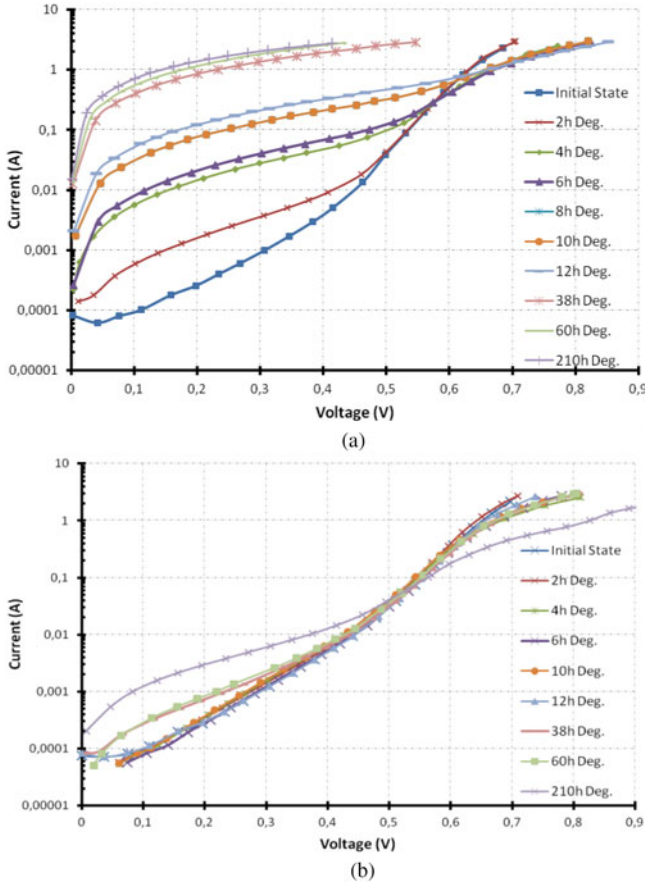 10
1
0,1
0,01
0,001
0,0001
0,00001
Current (A)
0 0,1 0,2 0,3 0,4 0,5 0,6 0,7 0,8 0,9
Voltage (V)
Initial State
2h Deg.
4h Deg.
6h Deg.
8h Deg.
10h Deg.
12h Deg.
38h Deg.
60h Deg.
210h Deg.
(a)
10
1
0,1
0,01
0,001
0,0001
0,00001
Current (A)
0 0,1 0,2 0,3 0,4 0,5 0,6 0,7 0,8 0,9
Voltage (V)
Initial State
2h Deg.
4h Deg.
6h Deg.
10h Deg.
12h Deg.
38h Deg.
60h Deg.
210h Deg.
(b)